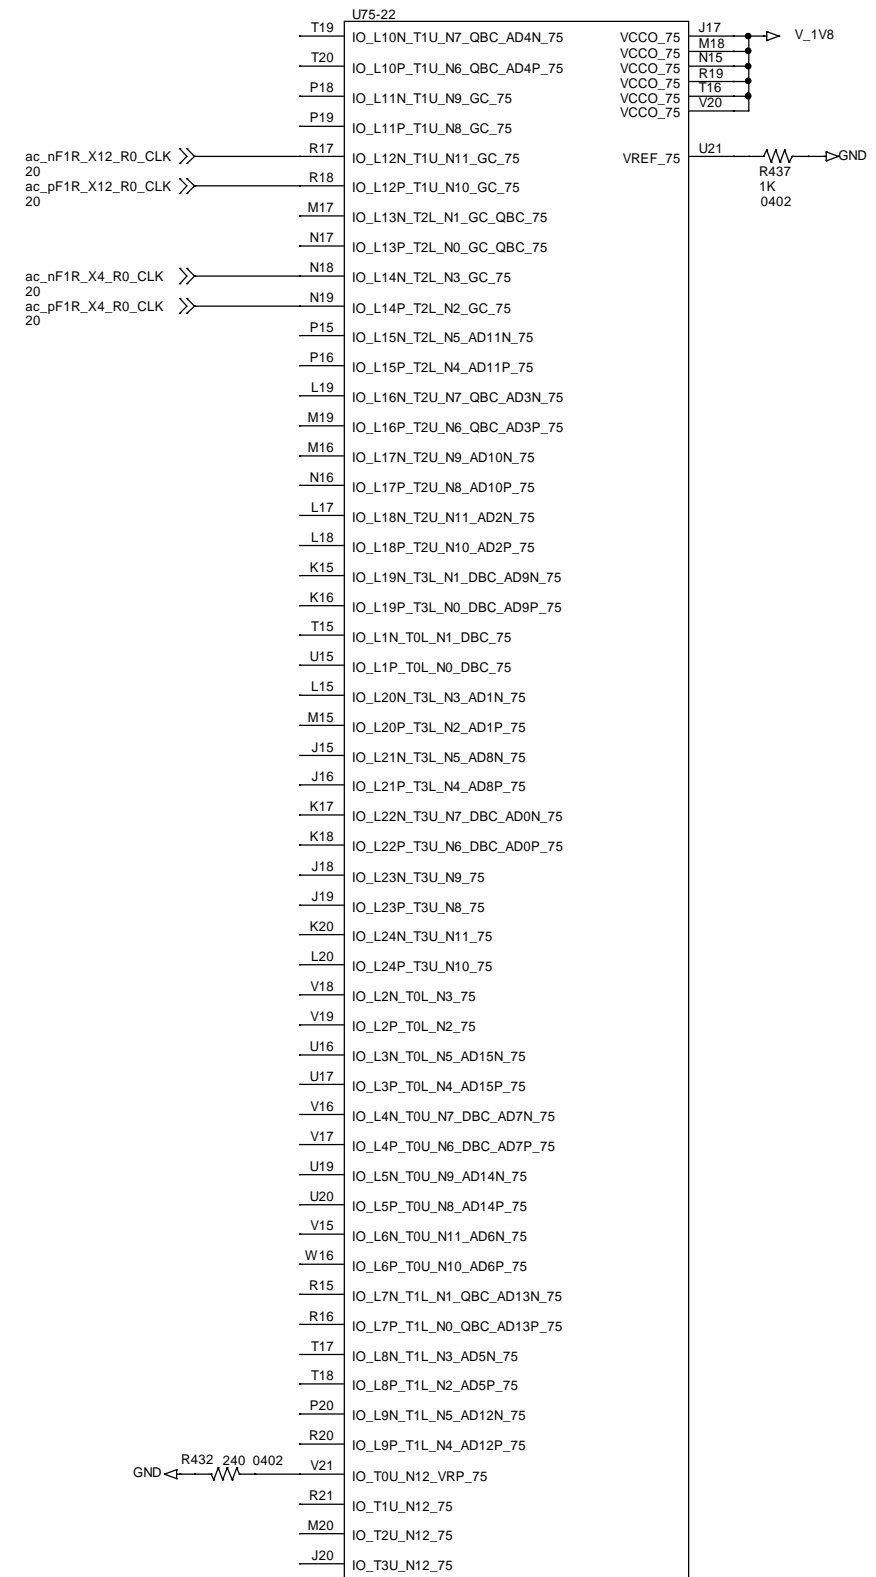 U75-22
T19 IO_L10N_T1U_N7_QBC_AD4N_75 VCCO_75 J17 V_1V8
VCCO_75 M18
T20 IO_L10P_T1U_N6_QBC_AD4P_75 VCCO_75 N15
VCCO_75 R19
P18 IO_L11N_T1U_N9_GC_75 VCCO_75 T16
VCCO_75 V20
P19 IO_L11P_T1U_N8_GC_75
ac_nF1R_X12_R0_CLK R17 IO_L12N_T1U_N11_GC_75 VREF_75 U21 GND
20 R437
ac_pF1R_X12_R0_CLK R18 IO_L12P_T1U_N10_GC_75 1K
20 0402
M17 IO_L13N_T2L_N1_GC_QBC_75
N17 IO_L13P_T2L_N0_GC_QBC_75
ac_nF1R_X4_R0_CLK N18 IO_L14N_T2L_N3_GC_75
20
ac_pF1R_X4_R0_CLK N19 IO_L14P_T2L_N2_GC_75
20
P15 IO_L15N_T2L_N5_AD11N_75
P16 IO_L15P_T2L_N4_AD11P_75
L19 IO_L16N_T2U_N7_QBC_AD3N_75
M19 IO_L16P_T2U_N6_QBC_AD3P_75
M16 IO_L17N_T2U_N9_AD10N_75
N16 IO_L17P_T2U_N8_AD10P_75
L17 IO_L18N_T2U_N11_AD2N_75
L18 IO_L18P_T2U_N10_AD2P_75
K15 IO_L19N_T3L_N1_DBC_AD9N_75
K16 IO_L19P_T3L_N0_DBC_AD9P_75
T15 IO_L1N_T0L_N1_DBC_75
U15 IO_L1P_T0L_N0_DBC_75
L15 IO_L20N_T3L_N3_AD1N_75
M15 IO_L20P_T3L_N2_AD1P_75
J15 IO_L21N_T3L_N5_AD8N_75
J16 IO_L21P_T3L_N4_AD8P_75
K17 IO_L22N_T3U_N7_DBC_AD0N_75
K18 IO_L22P_T3U_N6_DBC_AD0P_75
J18 IO_L23N_T3U_N9_75
J19 IO_L23P_T3U_N8_75
K20 IO_L24N_T3U_N11_75
L20 IO_L24P_T3U_N10_75
V18 IO_L2N_T0L_N3_75
V19 IO_L2P_T0L_N2_75
U16 IO_L3N_T0L_N5_AD15N_75
U17 IO_L3P_T0L_N4_AD15P_75
V16 IO_L4N_T0U_N7_DBC_AD7N_75
V17 IO_L4P_T0U_N6_DBC_AD7P_75
U19 IO_L5N_T0U_N9_AD14N_75
U20 IO_L5P_T0U_N8_AD14P_75
V15 IO_L6N_T0U_N11_AD6N_75
W16 IO_L6P_T0U_N10_AD6P_75
R15 IO_L7N_T1L_N1_QBC_AD13N_75
R16 IO_L7P_T1L_N0_QBC_AD13P_75
T17 IO_L8N_T1L_N3_AD5N_75
T18 IO_L8P_T1L_N2_AD5P_75
P20 IO_L9N_T1L_N5_AD12N_75
R20 IO_L9P_T1L_N4_AD12P_75
GND R432 240 0402 V21 IO_T0U_N12_VRP_75
R21 IO_T1U_N12_75
M20 IO_T2U_N12_75
J20 IO_T3U_N12_75